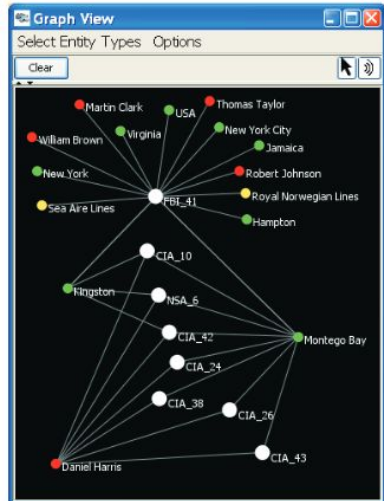 Graph View
Select Entity Types Options
Clear
Martin Clark
Thomas Taylor
USA
William Brown
Virginia
New York City
Jamaica
New York
Robert Johnson
Sea Aire Lines
FBI_41
Royal Norwegian Lines
Hampton
CIA_10
Kingston
NSA_6
CIA_42
Montego Bay
CIA_24
CIA_38
CIA_26
CIA_43
Daniel Harris